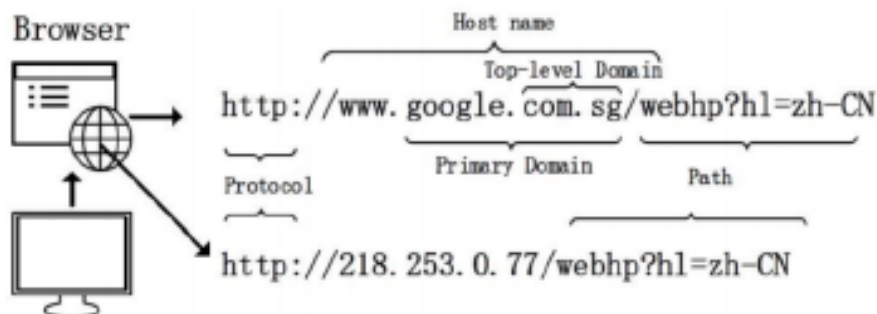 Browser
Host name
Top-level Domain
http://www.google.com.sg/webhp?hl=zh-CN
Protocol
Primary Domain
Path
http://218.253.0.77/webhp?hl=zh-CN